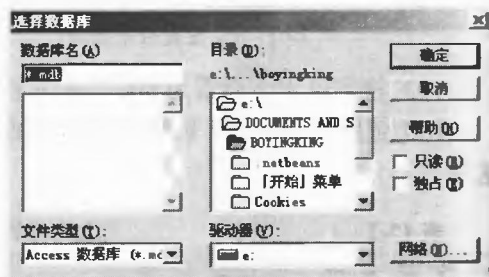 选择数据库
数据库名(A)
*.mdb
目录(D):
e:\... \boyingking
e:\
DOCUMENTS AND S
BOYINGKING
.netbeans
「开始」菜单
Cookies
确定
取消
帮助(H)
只读(R)
独占(E)
文件类型(T):
Access 数据库 (*.mc
驱动器(V):
e:
网络(N)...